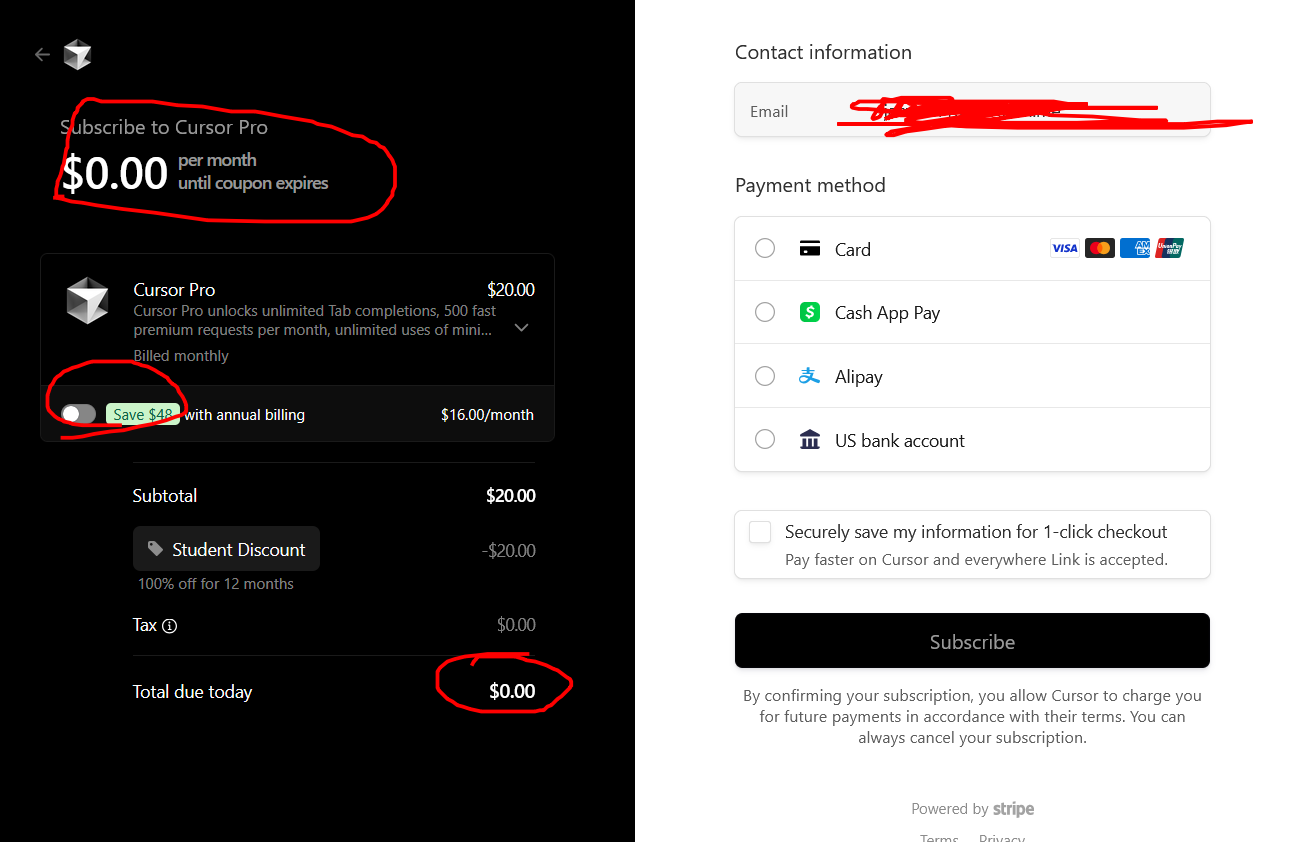 Subscribe to Cursor Pro
$0.00 per month
until coupon expires
Cursor Pro $20.00
Cursor Pro unlocks unlimited Tab completions, 500 fast
premium requests per month, unlimited uses of mini...
Billed monthly
Save $48 with annual billing $16.00/month
Subtotal $20.00
Student Discount -$20.00
100% off for 12 months
Tax $0.00
Total due today $0.00
Contact information
Email
Payment method
Card VISA AM EX UnionPay 银联
Cash App Pay
Alipay
US bank account
Securely save my information for 1-click checkout
Pay faster on Cursor and everywhere Link is accepted.
Subscribe
By confirming your subscription, you allow Cursor to charge you
for future payments in accordance with their terms. You can
always cancel your subscription.
Powered by stripe
Terms Privacy